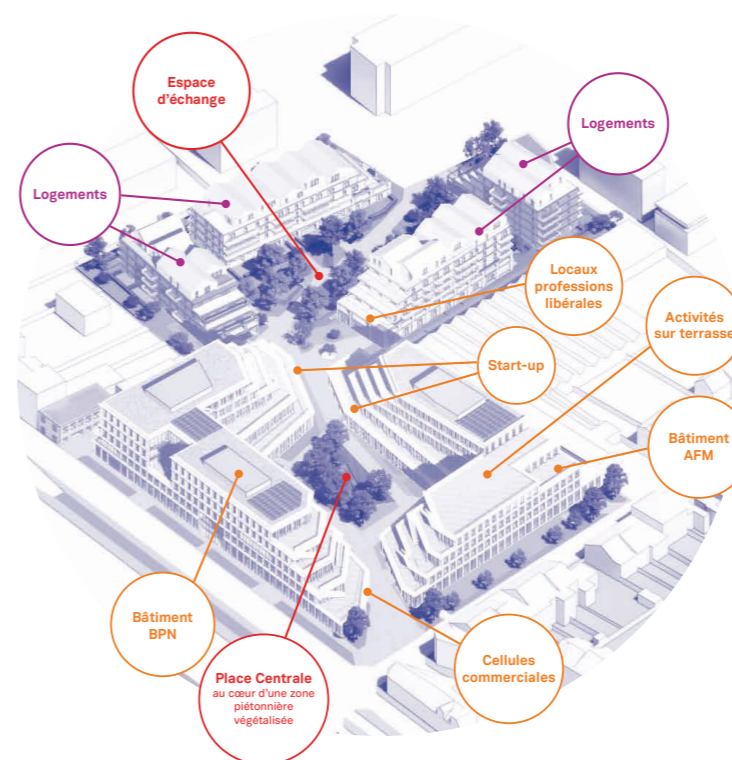 Espace
d'échange
Logements
Logements
Locaux
professions
libérales
Activités
sur terrasse
Start-up
Bâtiment
AFM
Bâtiment
BPN
Place Centrale
au cœur d'une zone
piétonnière
végétalisée
Cellules
commerciales